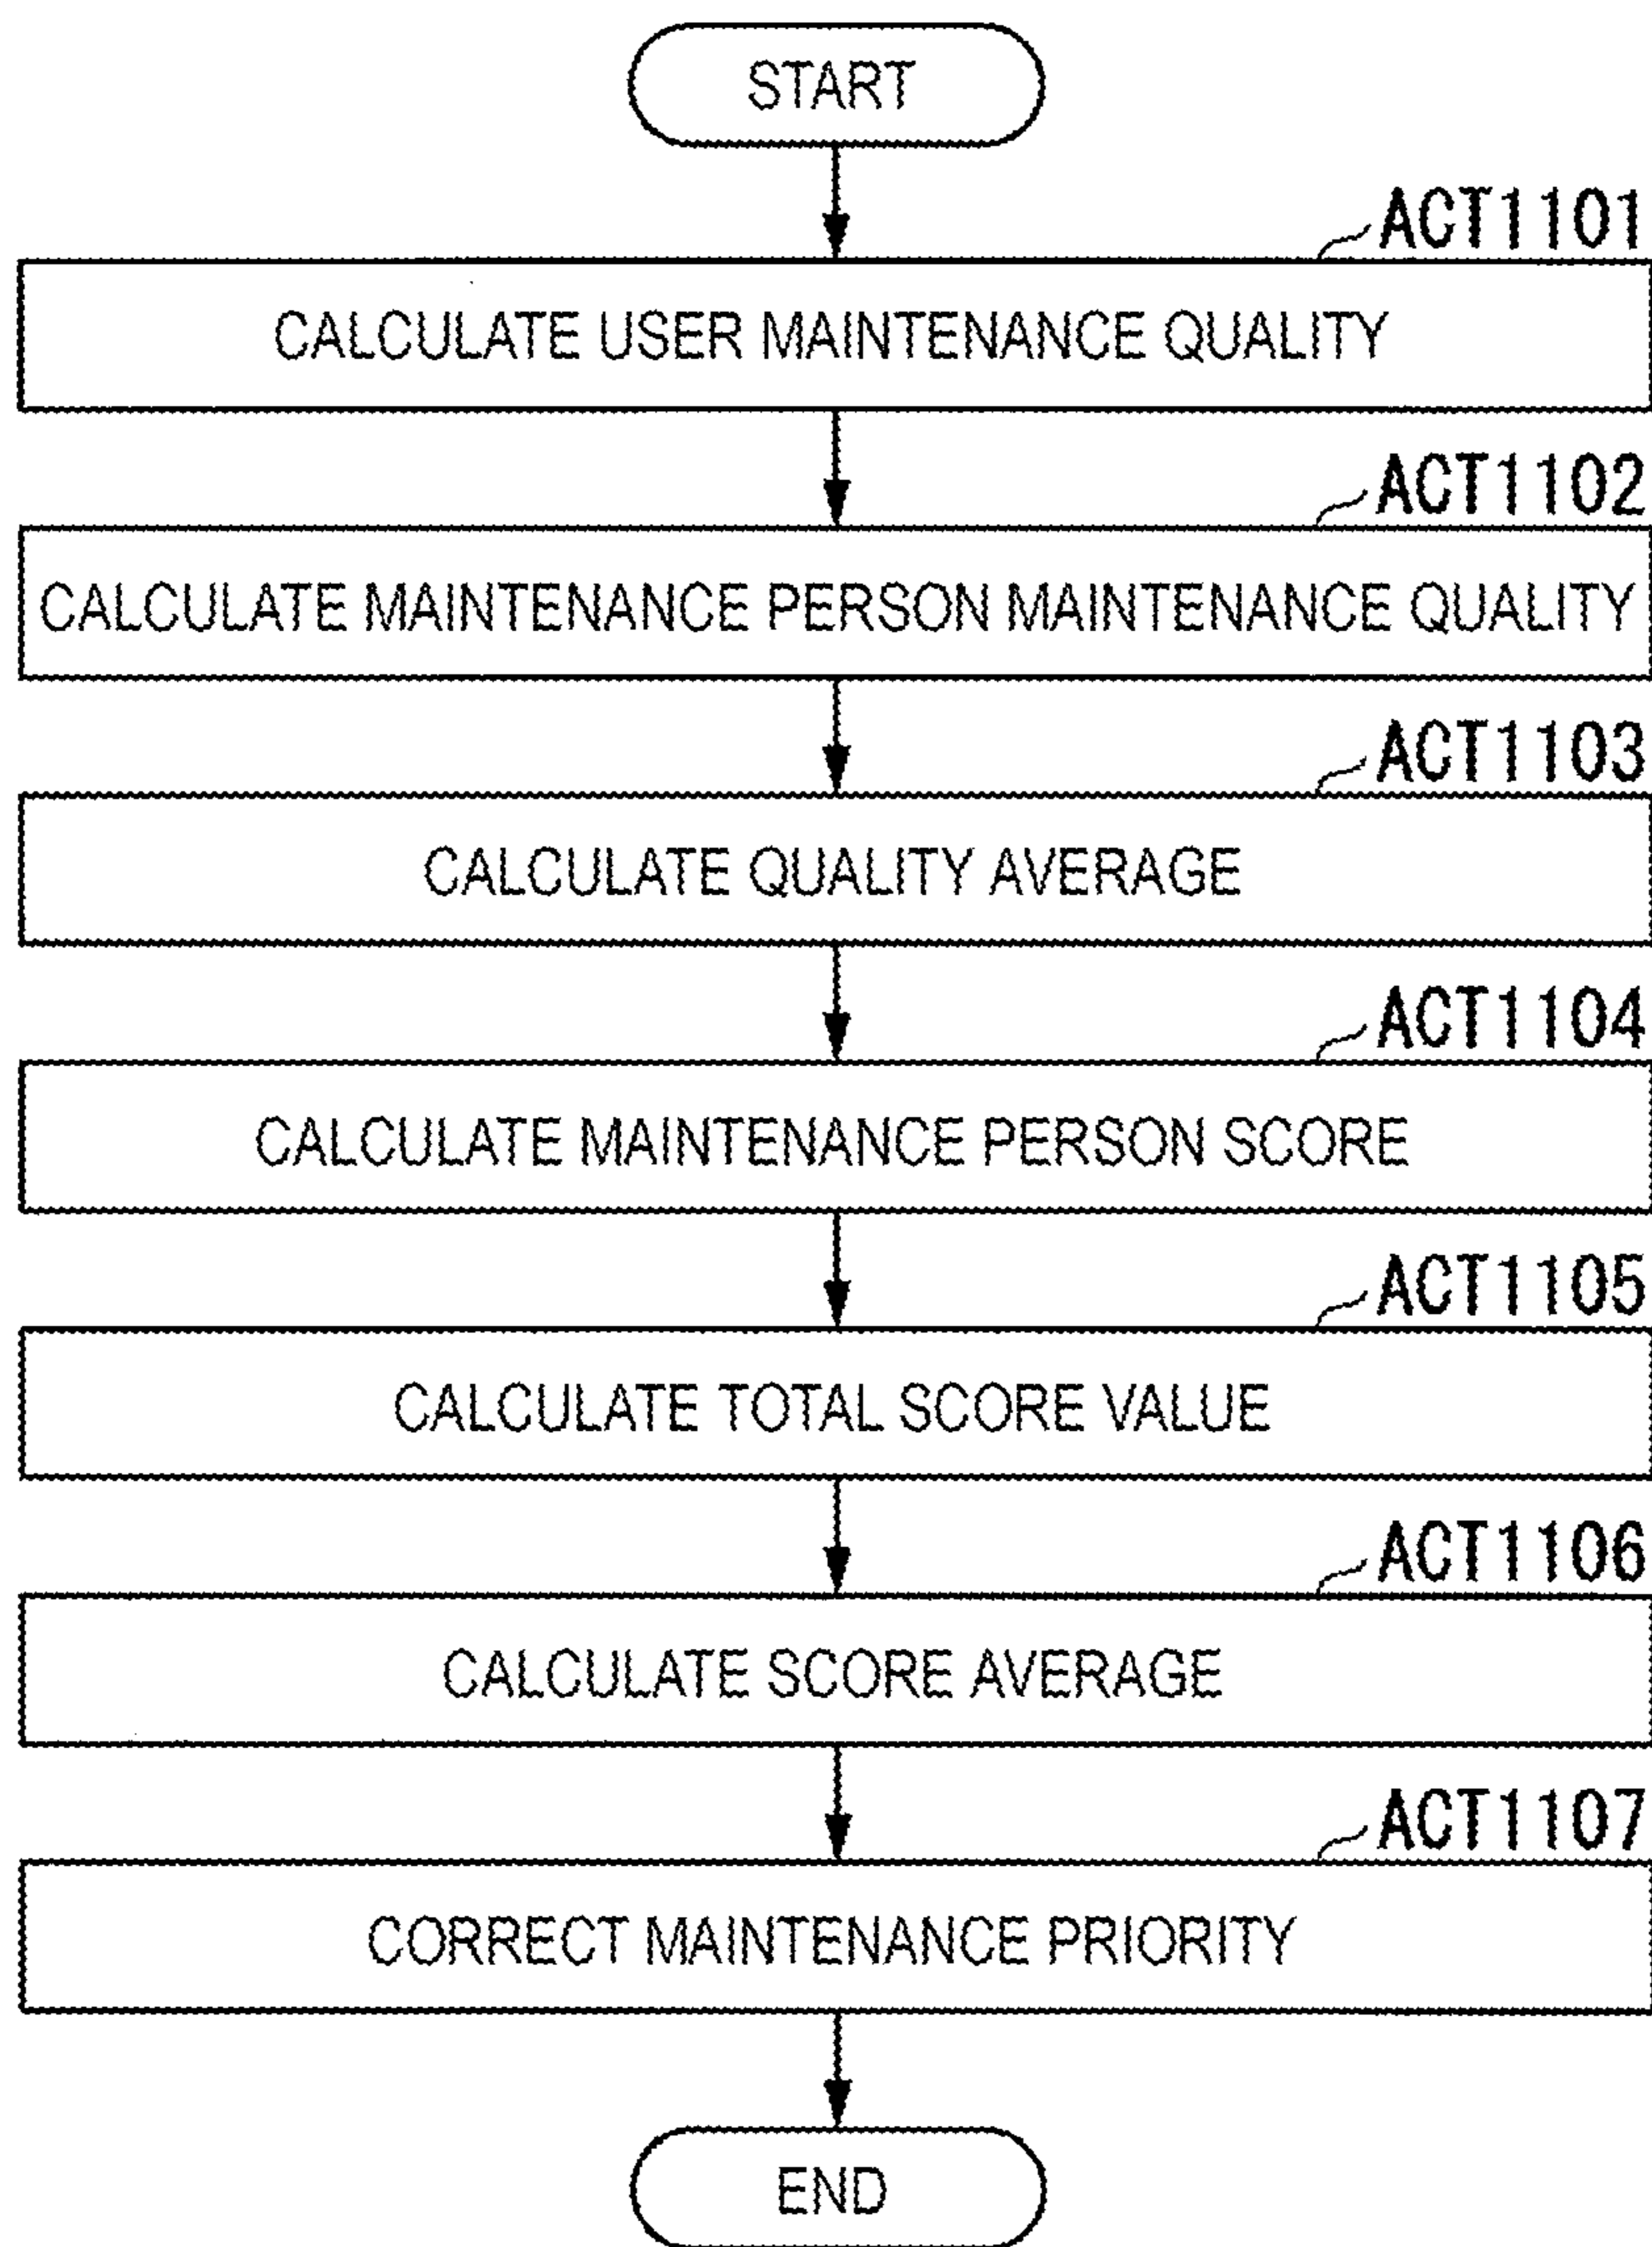 START
ACT1101
CALCULATE USER MAINTENANCE QUALITY
ACT1102
CALCULATE MAINTENANCE PERSON MAINTENANCE QUALITY
ACT1103
CALCULATE QUALITY AVERAGE
ACT1104
CALCULATE MAINTENANCE PERSON SCORE
ACT1105
CALCULATE TOTAL SCORE VALUE
ACT1106
CALCULATE SCORE AVERAGE
ACT1107
CORRECT MAINTENANCE PRIORITY
END